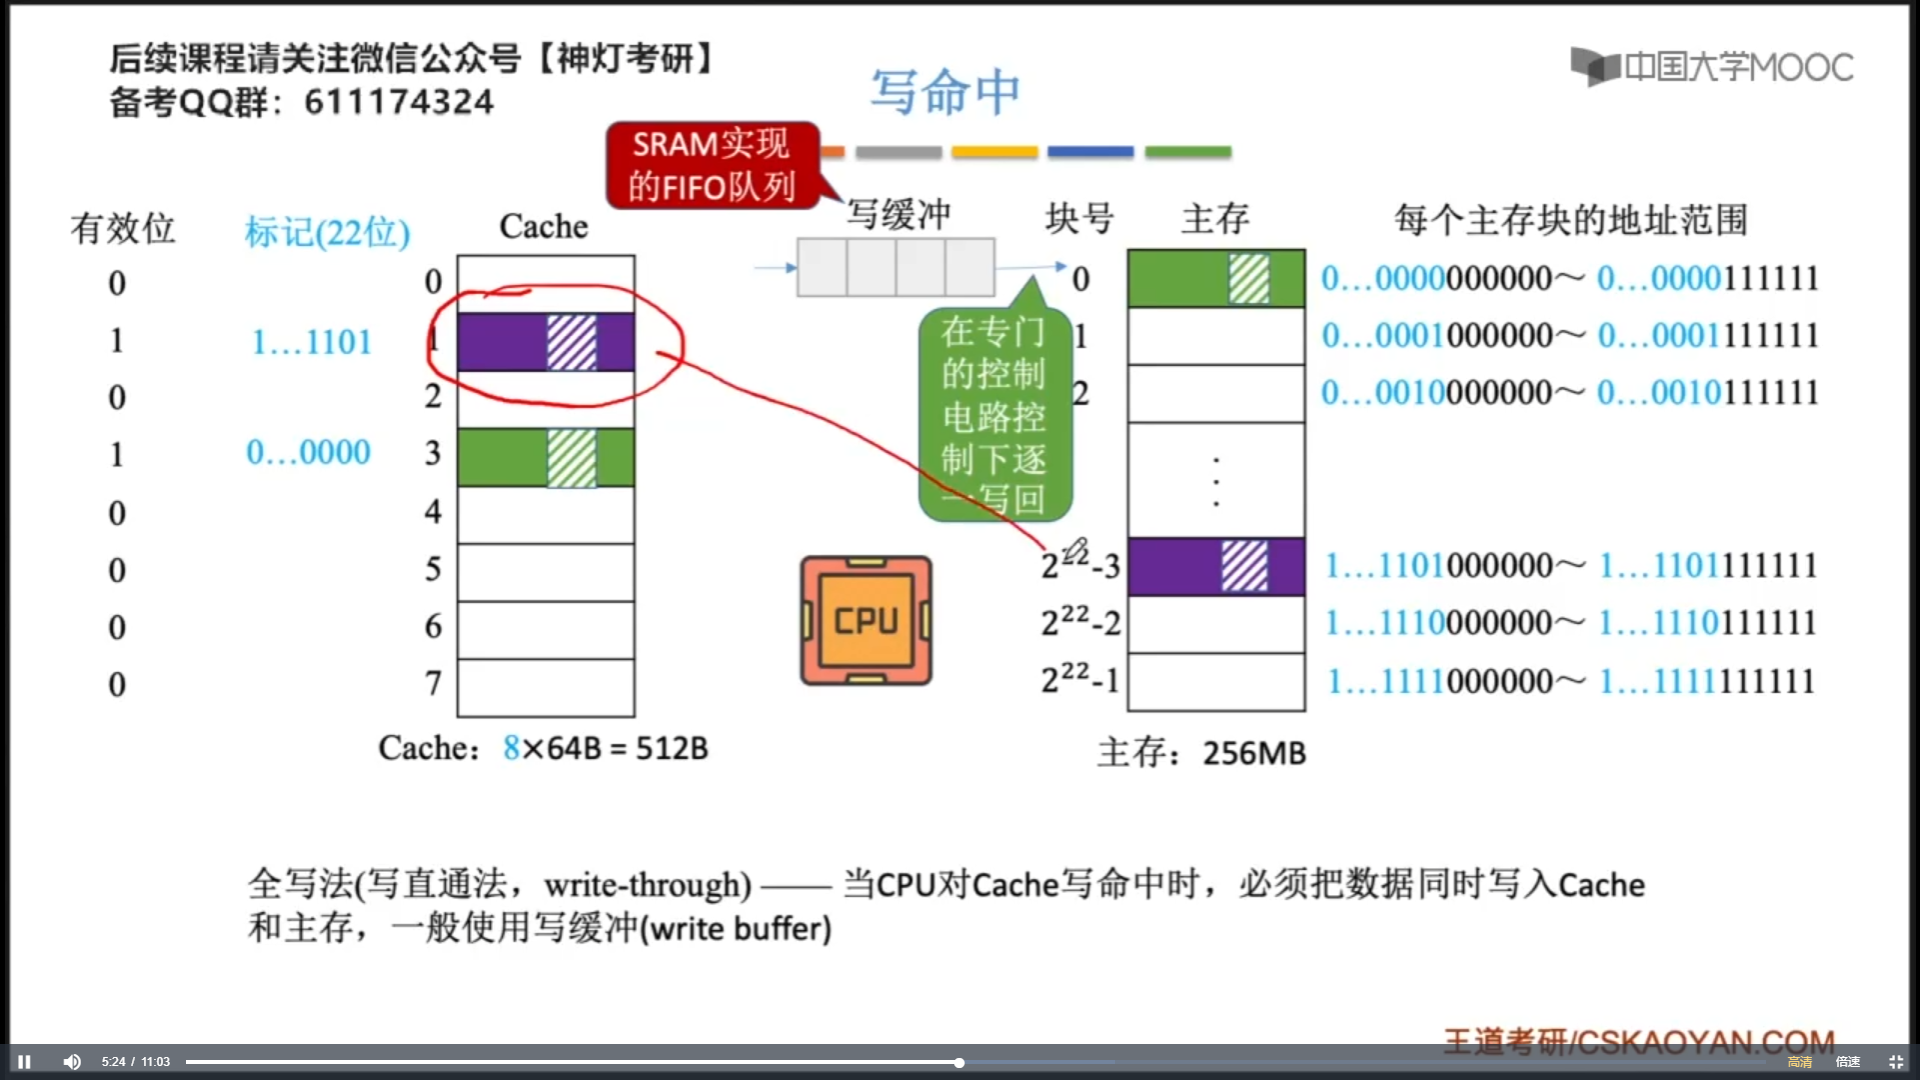 后续课程请关注微信公众号【神灯考研】
备考QQ群：611174324
中国大学MOOC
写命中
SRAM实现
的FIFO队列
写缓冲
有效位
标记(22位)
Cache
块号
主存
每个主存块的地址范围
0
0
0
0…0000000000～ 0…0000111111
1
1…1101
1
1
0…0001000000～ 0…0001111111
0
2
2
0…0010000000～ 0…0010111111
1
0…0000
3
在专门
的控制
电路控
制下逐
一写回
0
4
0
5
2²²-3
1…1101000000～ 1…1101111111
0
6
CPU
2²²-2
1…1110000000～ 1…1110111111
0
7
2²²-1
1…1111000000～ 1…1111111111
Cache：8×64B = 512B
主存：256MB
全写法(写直通法，write-through) —— 当CPU对Cache写命中时，必须把数据同时写入Cache
和主存，一般使用写缓冲(write buffer)
王道考研/CSKAOYAN.COM
5:24 / 11:03
高清
倍速